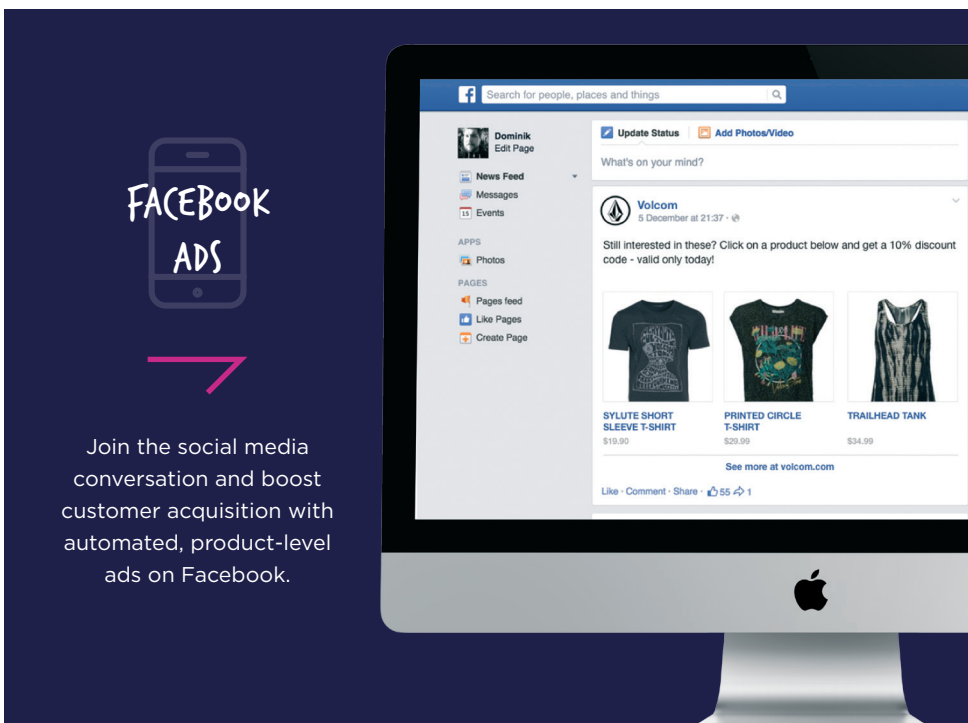 FACEBOOK
ADS
Join the social media
conversation and boost
customer acquisition with
automated, product-level
ads on Facebook.
Search for people, places and things
Dominik
Edit Page
News Feed
Messages
15 Events
APPS
Photos
PAGES
Pages feed
Like Pages
Create Page
Update Status Add Photos/Video
What's on your mind?
Volcom
5 December at 21:37 ·
Still interested in these? Click on a product below and get a 10% discount
code - valid only today!
SYLUTE SHORT
SLEEVE T-SHIRT
$19.90
PRINTED CIRCLE
T-SHIRT
$29.99
TRAILHEAD TANK
$34.99
See more at volcom.com
Like · Comment · Share · 55 1